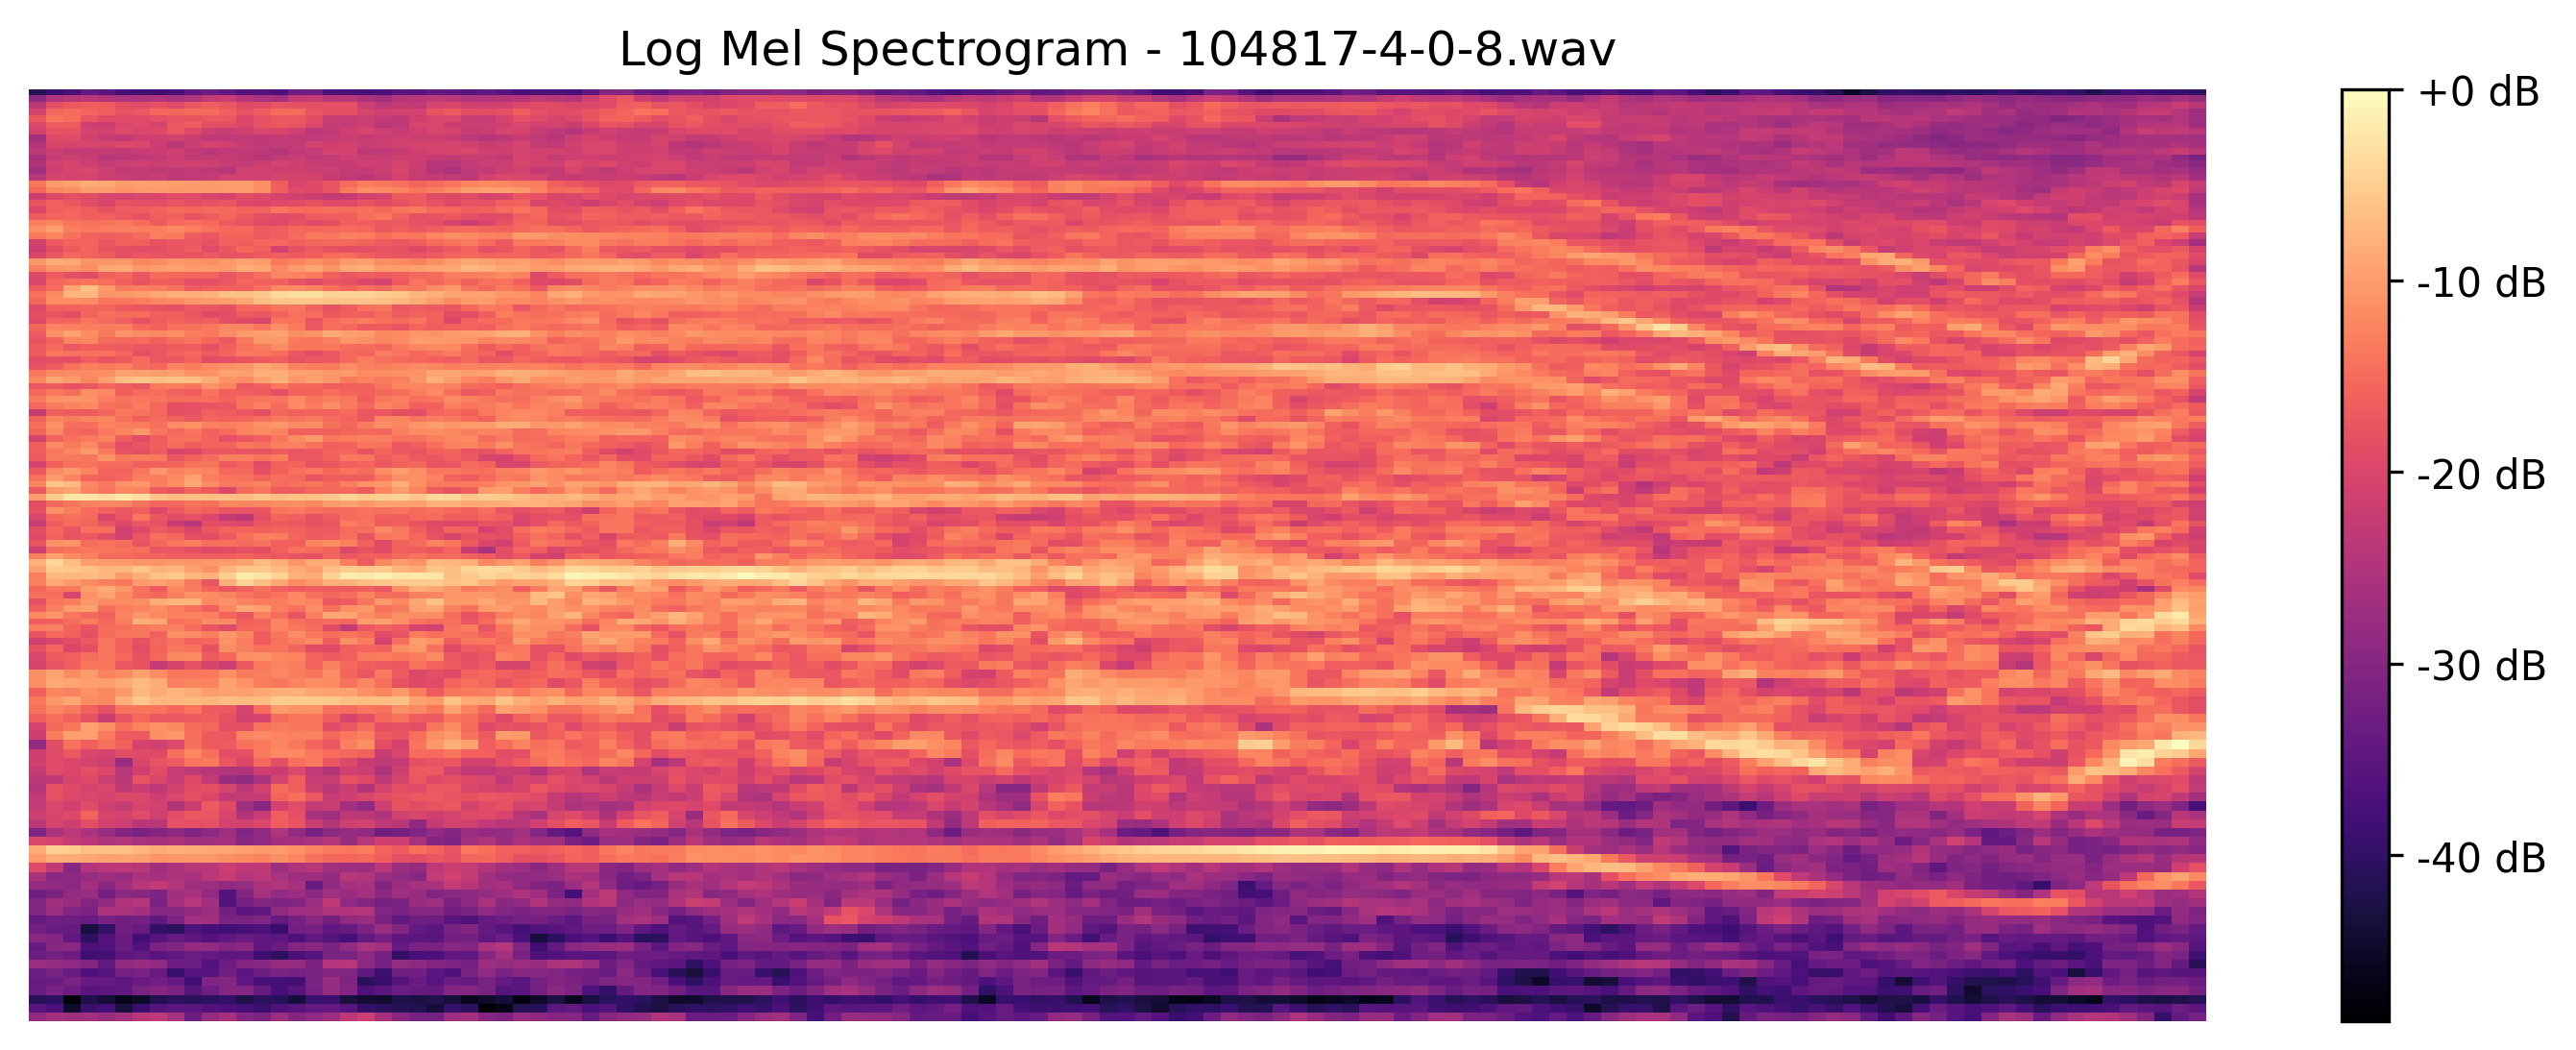 Log Mel Spectrogram - 104817-4-0-8.wav
+0 dB
-10 dB
-20 dB
-30 dB
-40 dB